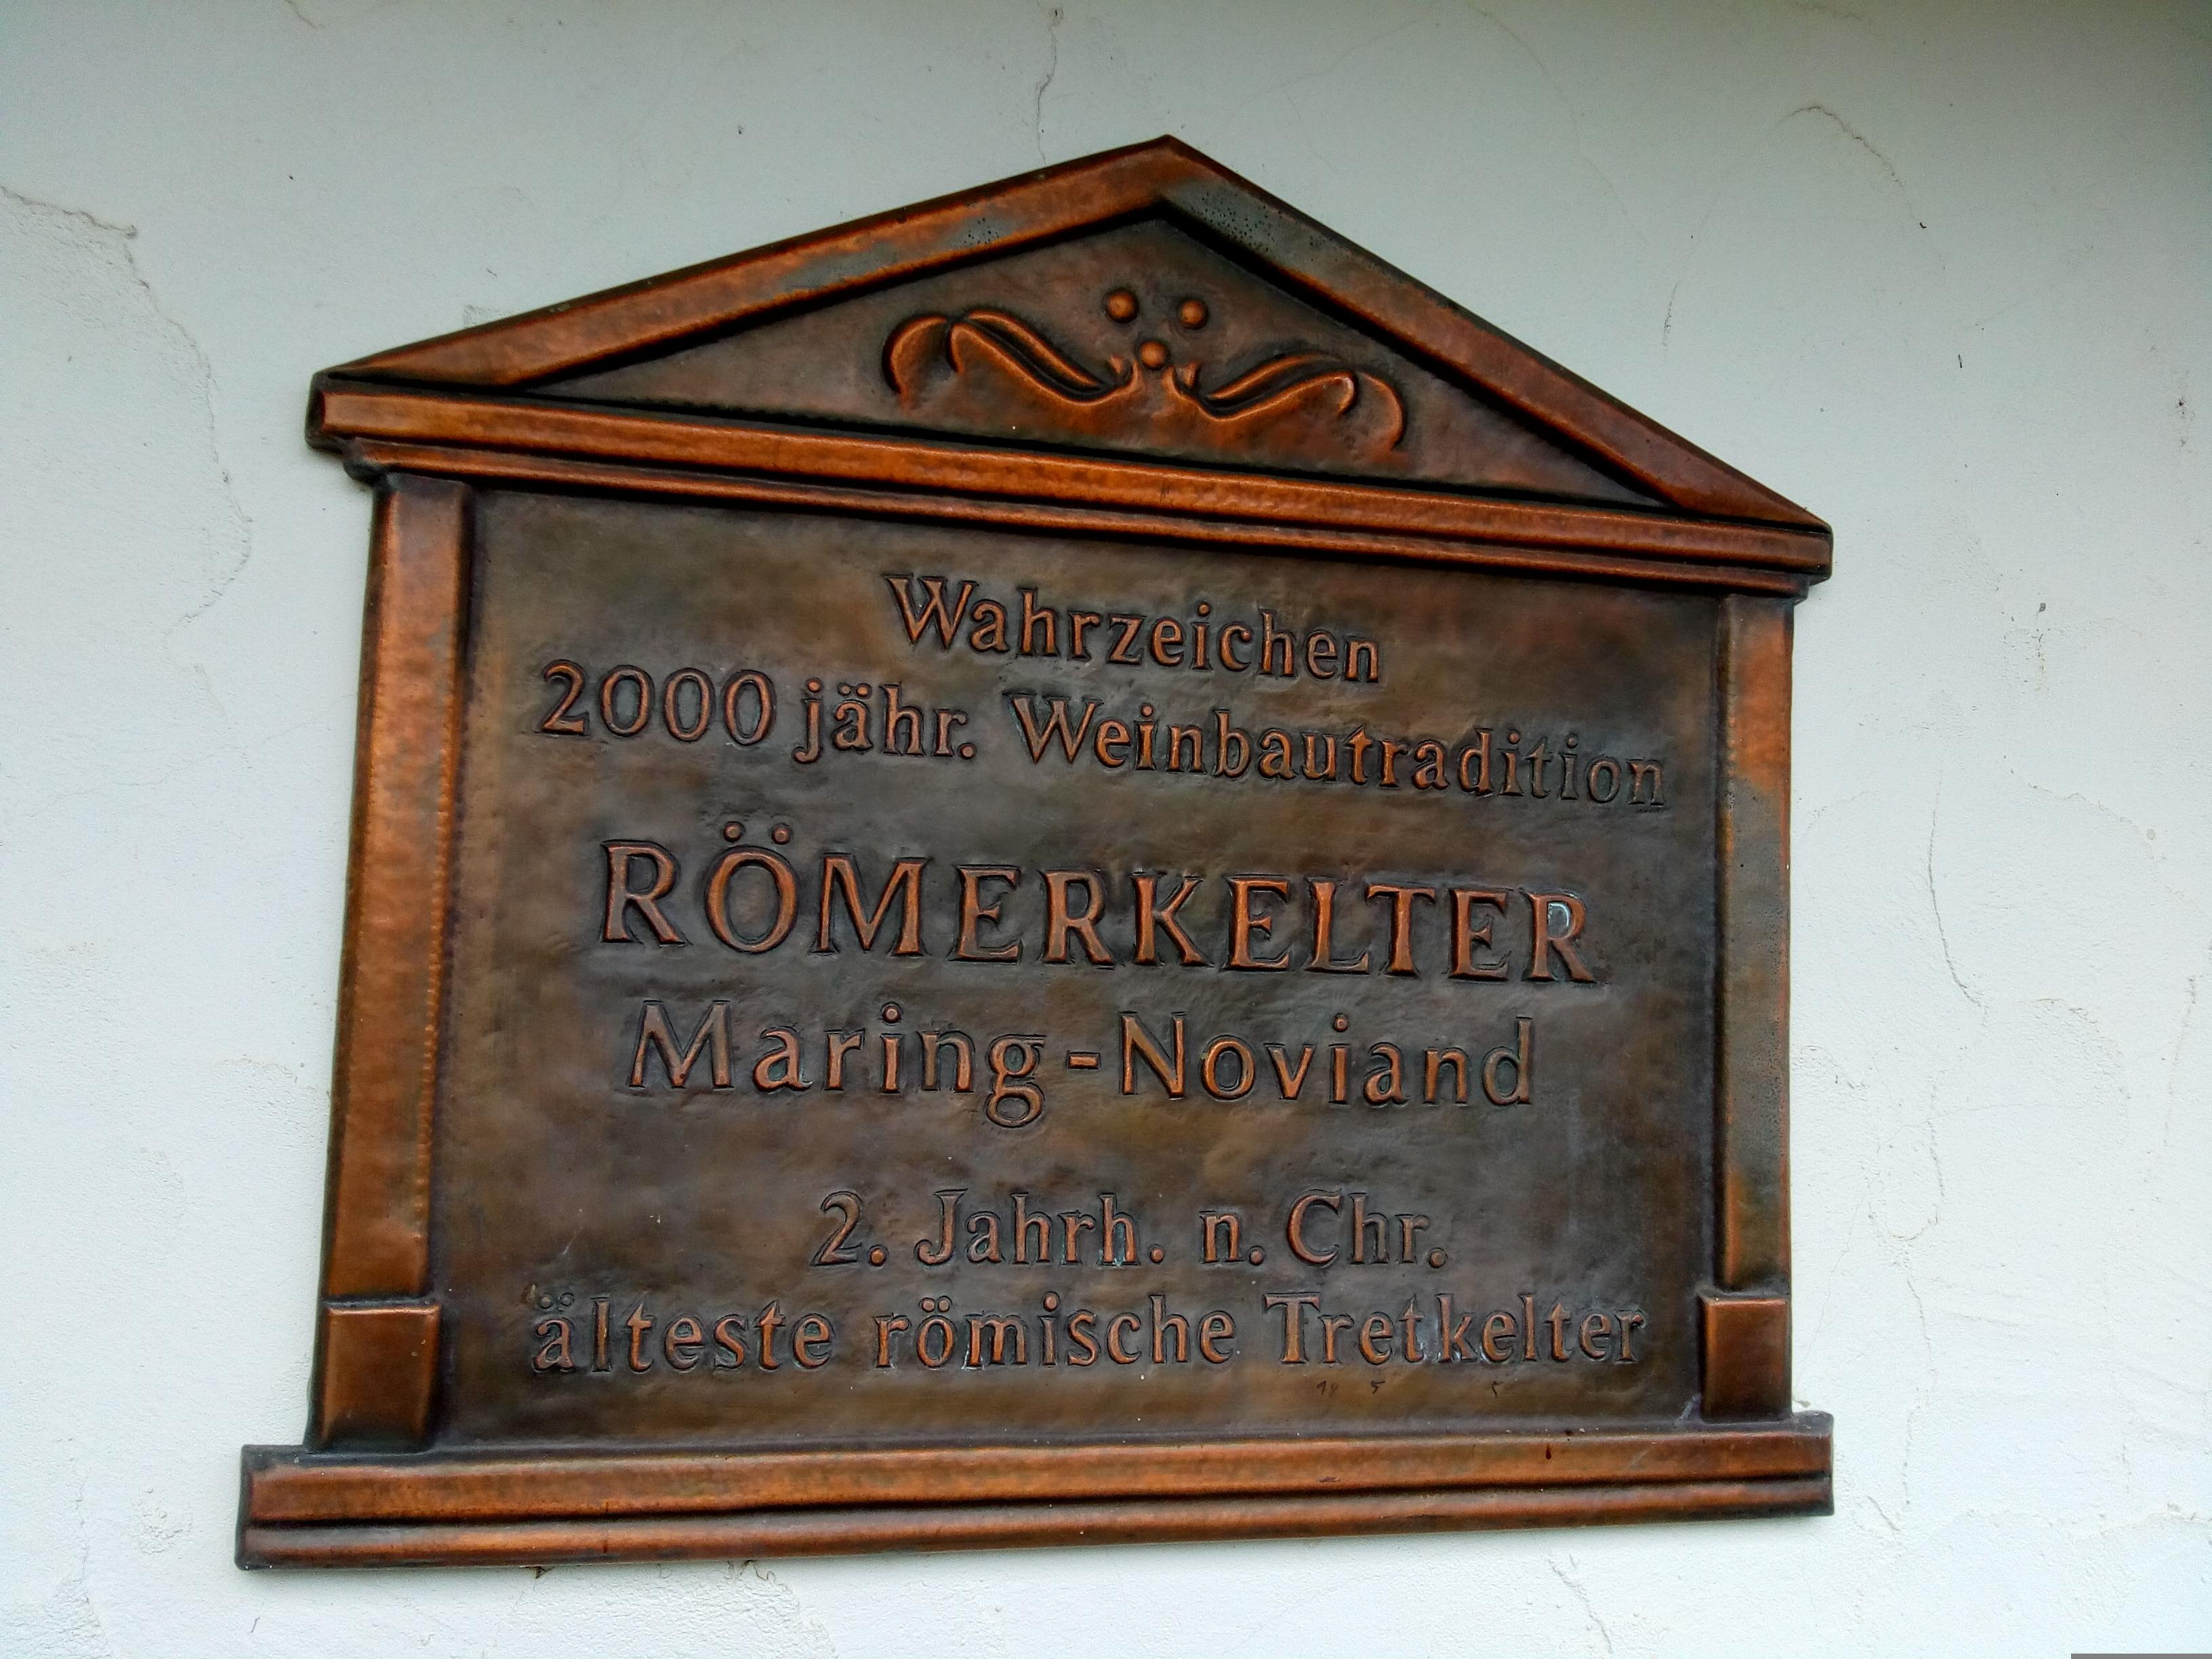 Wahrzeichen
2000 jähr. Weinbautradition
RÖMERKELTER
Maring-Noviand
2. Jahrh. n. Chr.
älteste römische Tretkelter